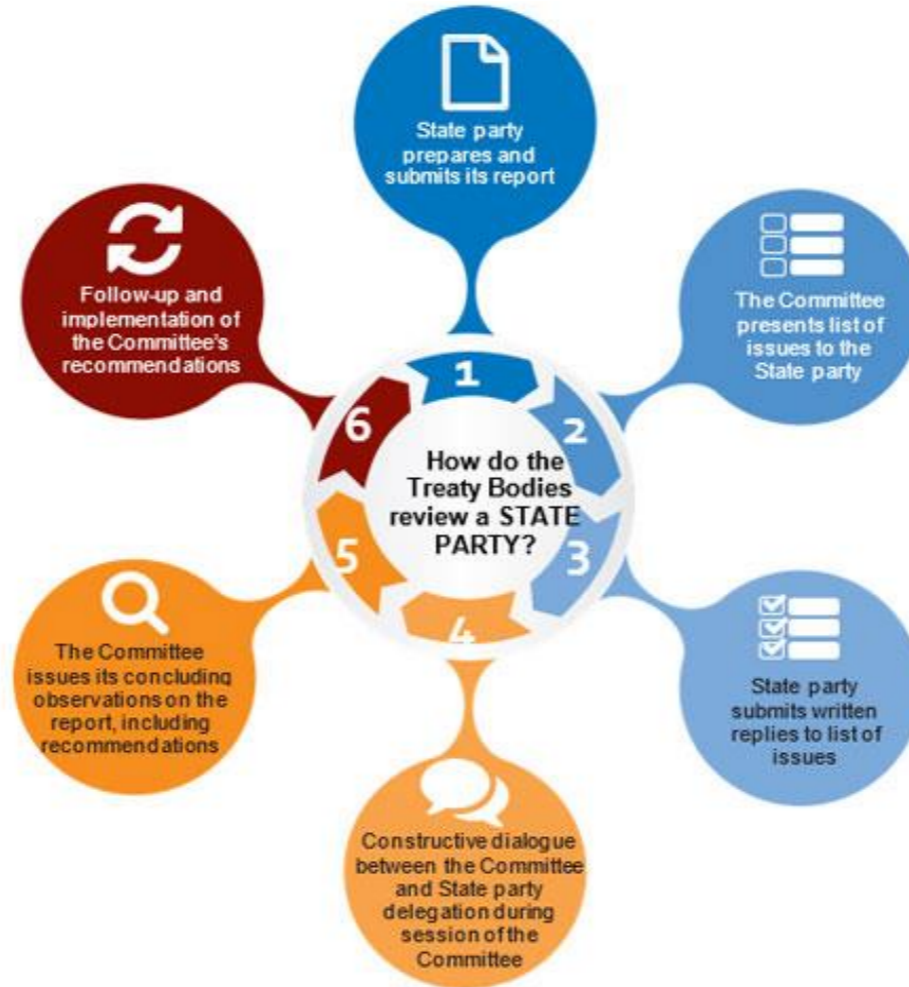 State party
prepares and
submits its report
The Committee
presents list of
issues to the
State party
State party
submits written
replies to list of
issues
Constructive dialogue
between the Committee
and State party
delegation during
session of the
Committee
The Committee
issues its concluding
observations on the
report, including
recommendations
Follow-up and
implementation of
the Committee's
recommendations
1
2
3
4
5
6
How do the
Treaty Bodies
review a STATE
PARTY?